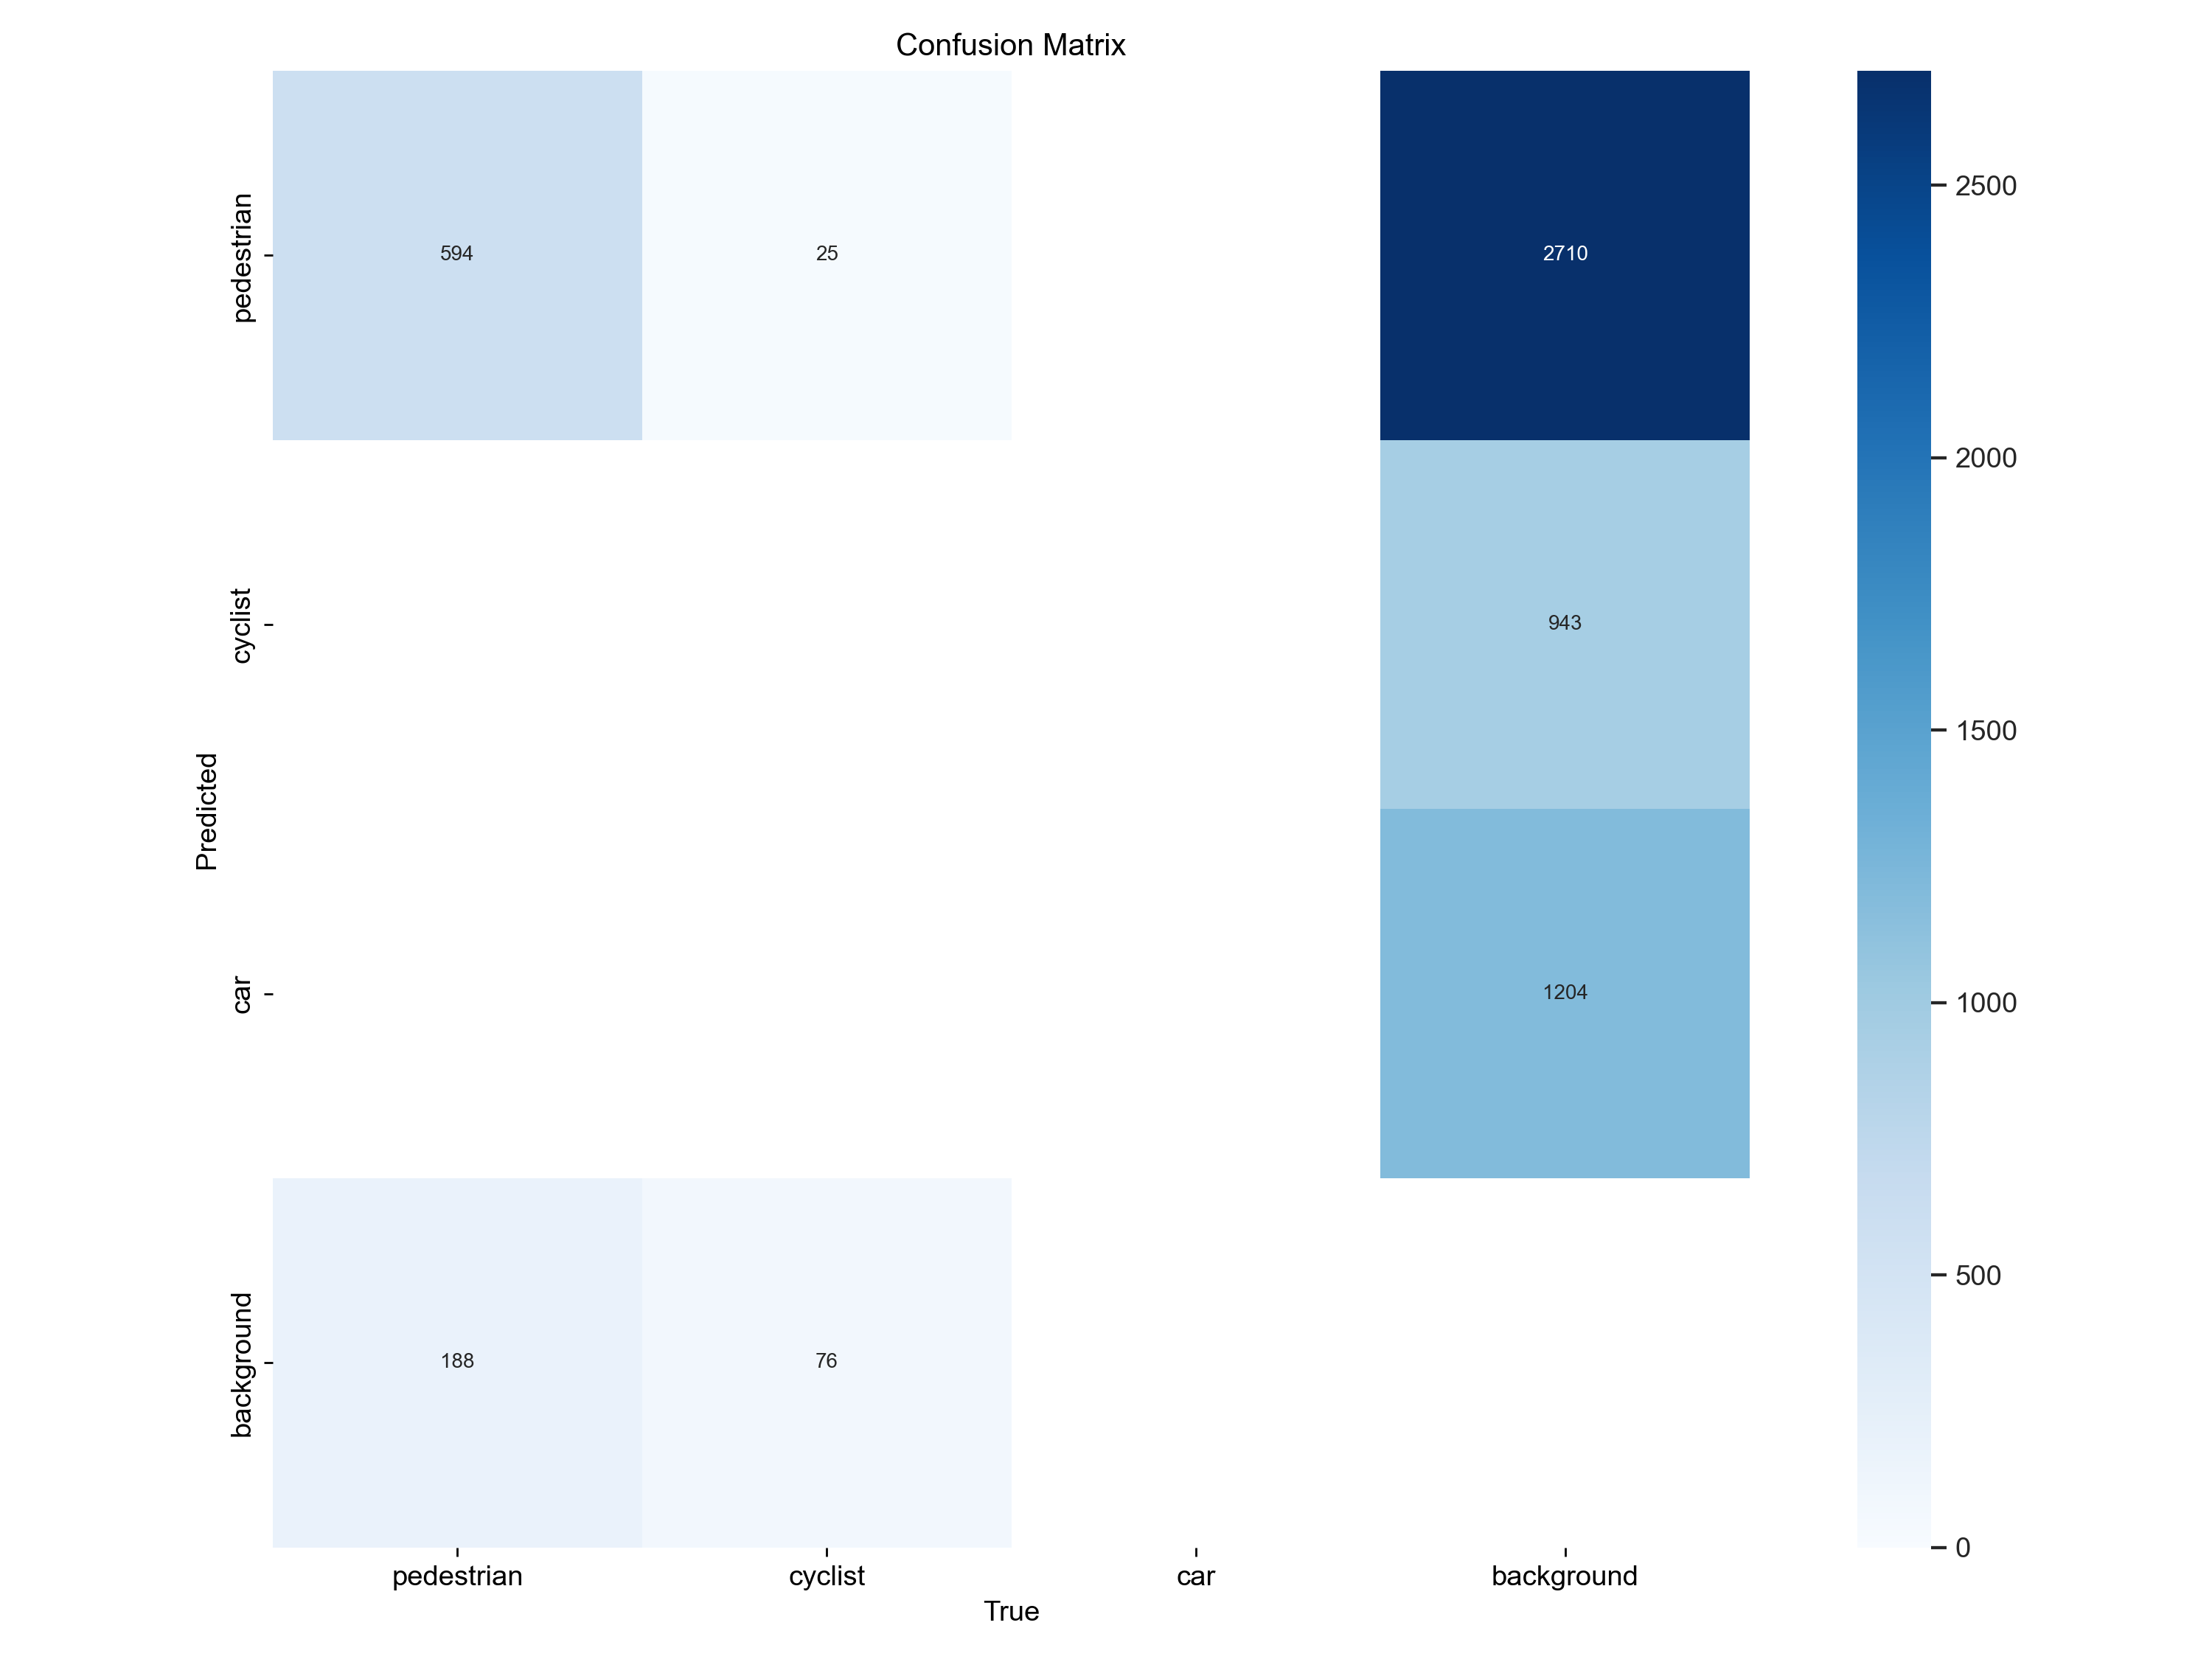 Confusion Matrix
pedestrian
594
25
2710
2500
2000
cyclist
943
1500
Predicted
car
1204
1000
background
188
76
500
0
pedestrian
cyclist
car
background
True